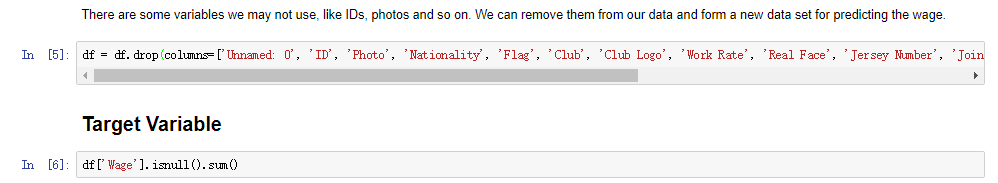 There are some variables we may not use, like IDs, photos and so on. We can remove them from our data and form a new data set for predicting the wage.
In [5]: df = df.drop(columns=['Unnamed: 0', 'ID', 'Photo', 'Nationality', 'Flag', 'Club', 'Club Logo', 'Work Rate', 'Real Face', 'Jersey Number', 'Join
Target Variable
In [6]: df['Wage'].isnull().sum()